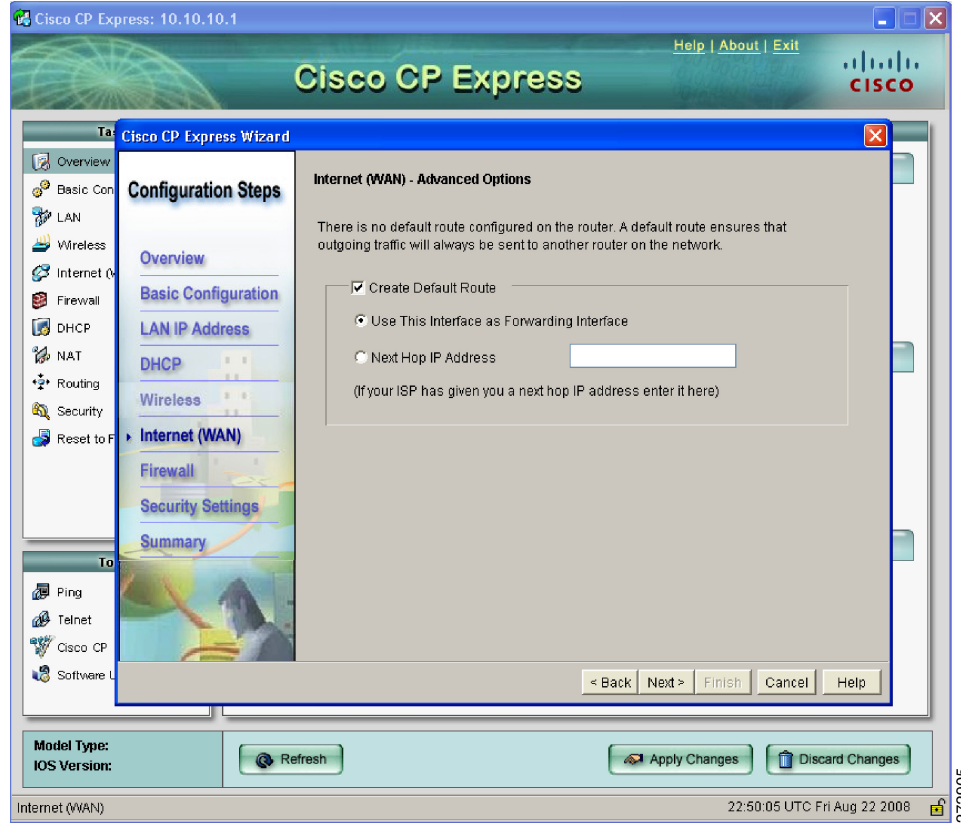 Cisco CP Express: 10.10.10.1
Help | About | Exit
Cisco CP Express
CISCO
Overview
Basic Con
LAN
Wireless
Internet (W
Firewall
DHCP
NAT
Routing
Security
Reset to F
To
Ping
Telnet
Cisco CP
Software U
Cisco CP Express Wizard
Configuration Steps
Overview
Basic Configuration
LAN IP Address
DHCP
Wireless
Internet (WAN)
Firewall
Security Settings
Summary
Internet (WAN) - Advanced Options
There is no default route configured on the router. A default route ensures that
outgoing traffic will always be sent to another router on the network.
Create Default Route
Use This Interface as Forwarding Interface
Next Hop IP Address
(If your ISP has given you a next hop IP address enter it here)
< Back
Next >
Finish
Cancel
Help
Model Type:
IOS Version:
Refresh
Apply Changes
Discard Changes
Internet (WAN)
22:50:05 UTC Fri Aug 22 2008